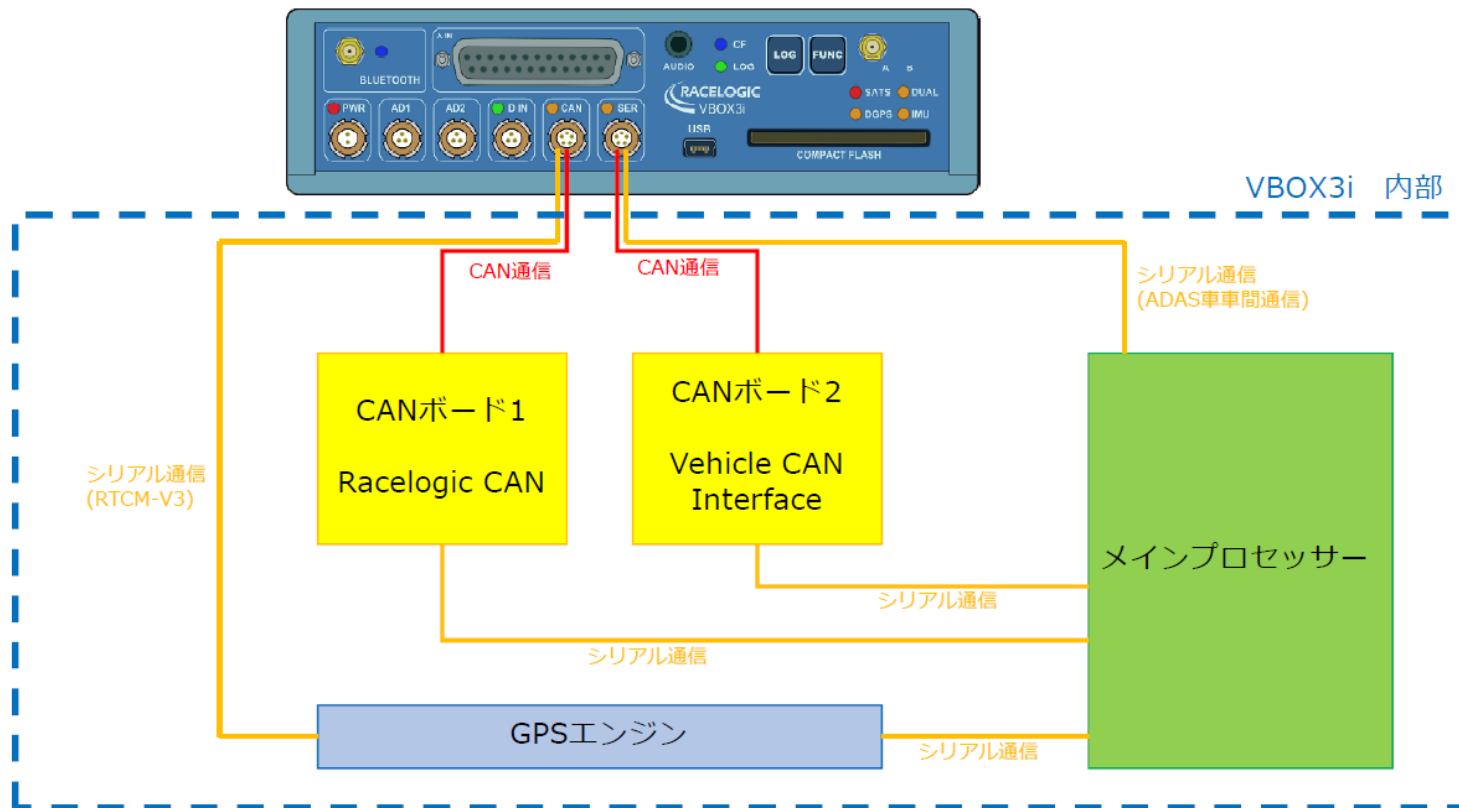 A IN
BLUETOOTH
AUDIO
CF
LOG
LOG
FUNC
A B
RACELOGIC
VBOX3i
SATS
DUAL
DGPS
IMU
PWR
AD1
AD2
D IN
CAN
SER
USB
COMPACT FLASH
VBOX3i 内部
CAN通信
CAN通信
シリアル通信
(ADAS車車間通信)
CANボード1
Racelogic CAN
CANボード2
Vehicle CAN
Interface
シリアル通信
(RTCM-V3)
メインプロセッサー
シリアル通信
シリアル通信
GPSエンジン
シリアル通信